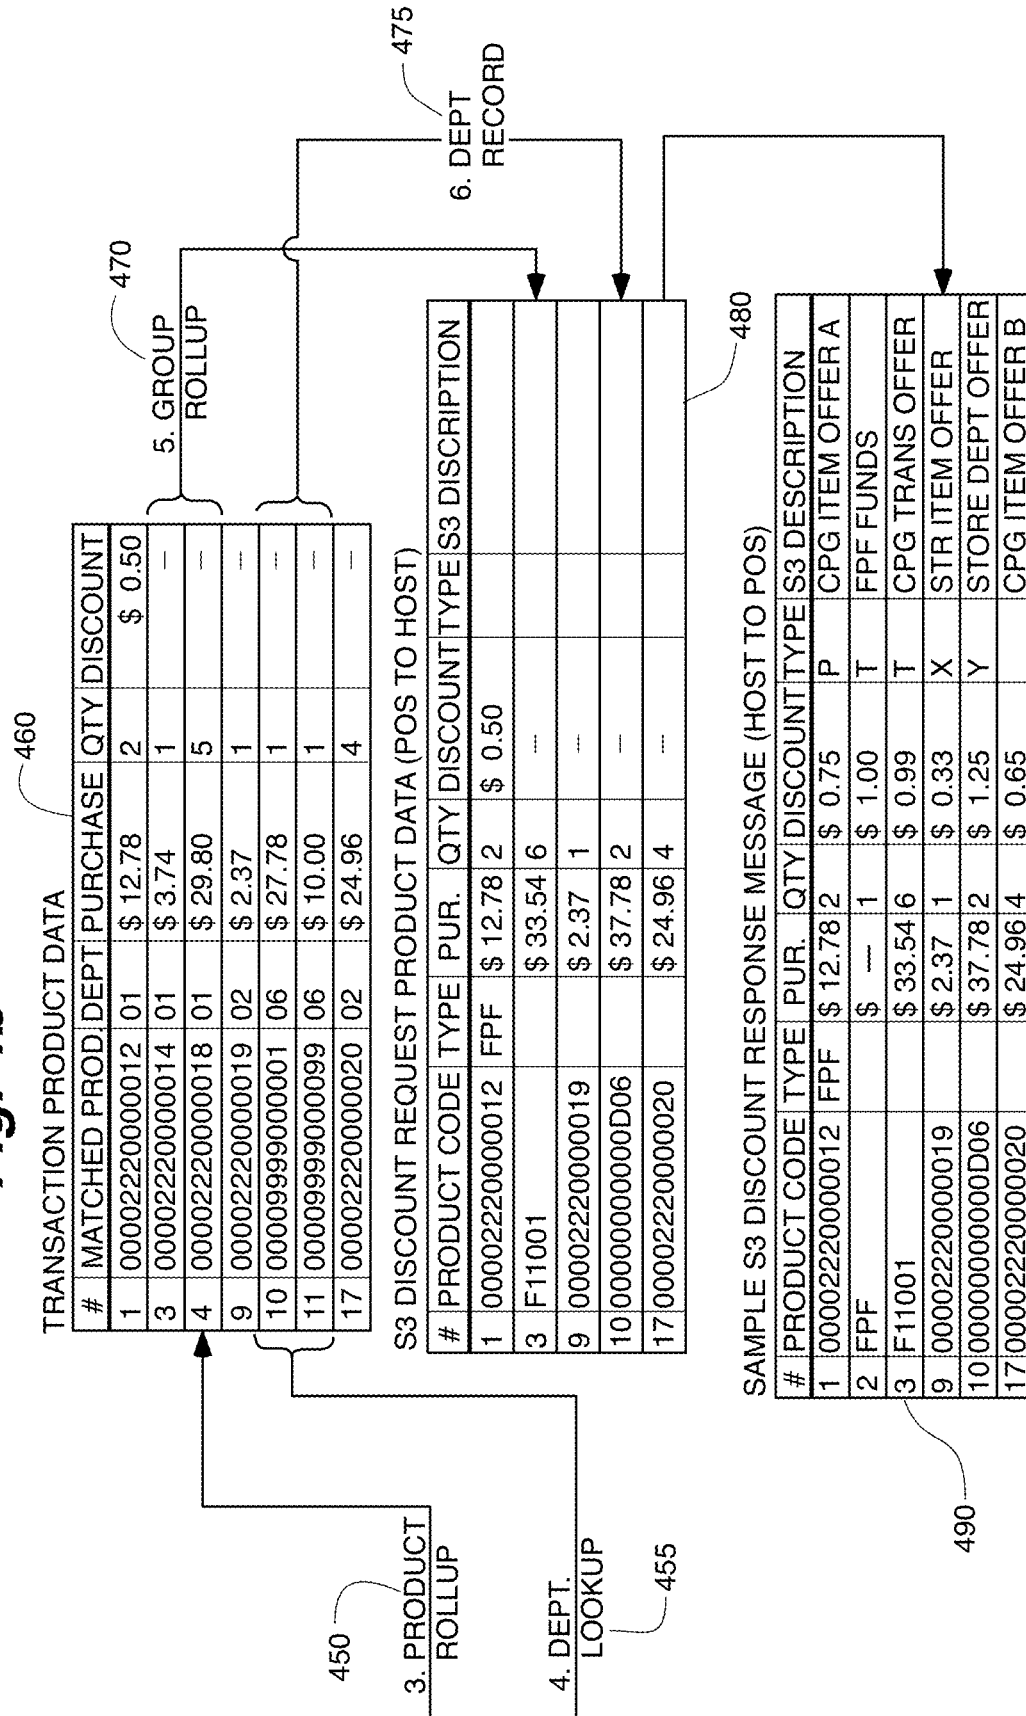 TRANSACTION PRODUCT DATA
460
# MATCHED PROD. DEPT PURCHASE QTY DISCOUNT
1 00002220000012 01 $ 12.78 2 $ 0.50
3 00002220000014 01 $ 3.74 1 —
4 00002220000018 01 $ 29.80 5 —
9 00002220000019 02 $ 2.37 1 —
10 00009999000001 06 $ 27.78 1 —
11 00009999000099 06 $ 10.00 1 —
17 00002220000020 02 $ 24.96 4 —
450
3. PRODUCT
ROLLUP
4. DEPT.
LOOKUP
455
470
5. GROUP
ROLLUP
475
6. DEPT
RECORD
S3 DISCOUNT REQUEST PRODUCT DATA (POS TO HOST)
# PRODUCT CODE TYPE PUR. QTY DISCOUNT TYPE S3 DISCRIPTION
1 00002220000012 FPF $ 12.78 2 $ 0.50
3 F11001 $ 33.54 6 —
9 00002220000019 $ 2.37 1 —
10 00000000000D06 $ 37.78 2 —
17 00002220000020 $ 24.96 4 —
480
SAMPLE S3 DISCOUNT RESPONSE MESSAGE (HOST TO POS)
# PRODUCT CODE TYPE PUR. QTY DISCOUNT TYPE S3 DESCRIPTION
1 00002220000012 FPF $ 12.78 2 $ 0.75 P CPG ITEM OFFER A
2 FPF $ — 1 $ 1.00 T FPF FUNDS
3 F11001 $ 33.54 6 $ 0.99 T CPG TRANS OFFER
9 00002220000019 $ 2.37 1 $ 0.33 X STR ITEM OFFER
10 00000000000D06 $ 37.78 2 $ 1.25 Y STORE DEPT OFFER
17 00002220000020 $ 24.96 4 $ 0.65 CPG ITEM OFFER B
490